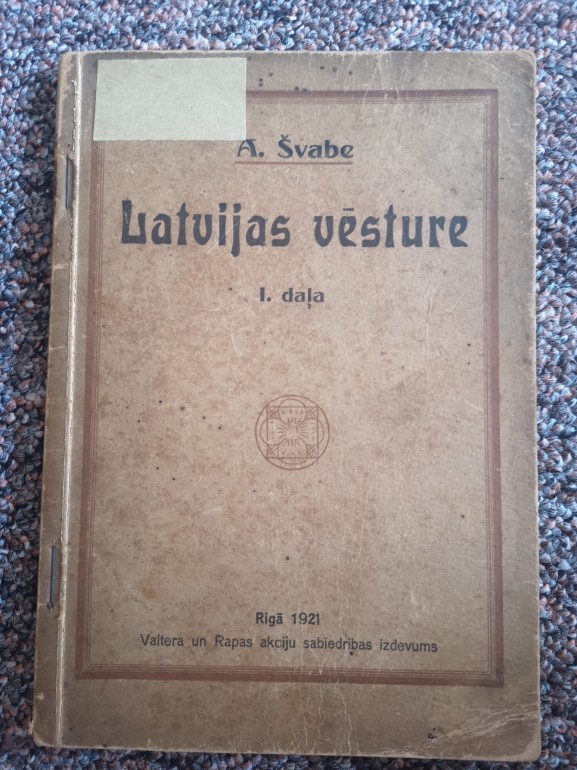 A. Švabe
Latvijas vēsture
I. daļa
Rīgā 1921
Valtera un Rapas akciju sabiedrības izdevums